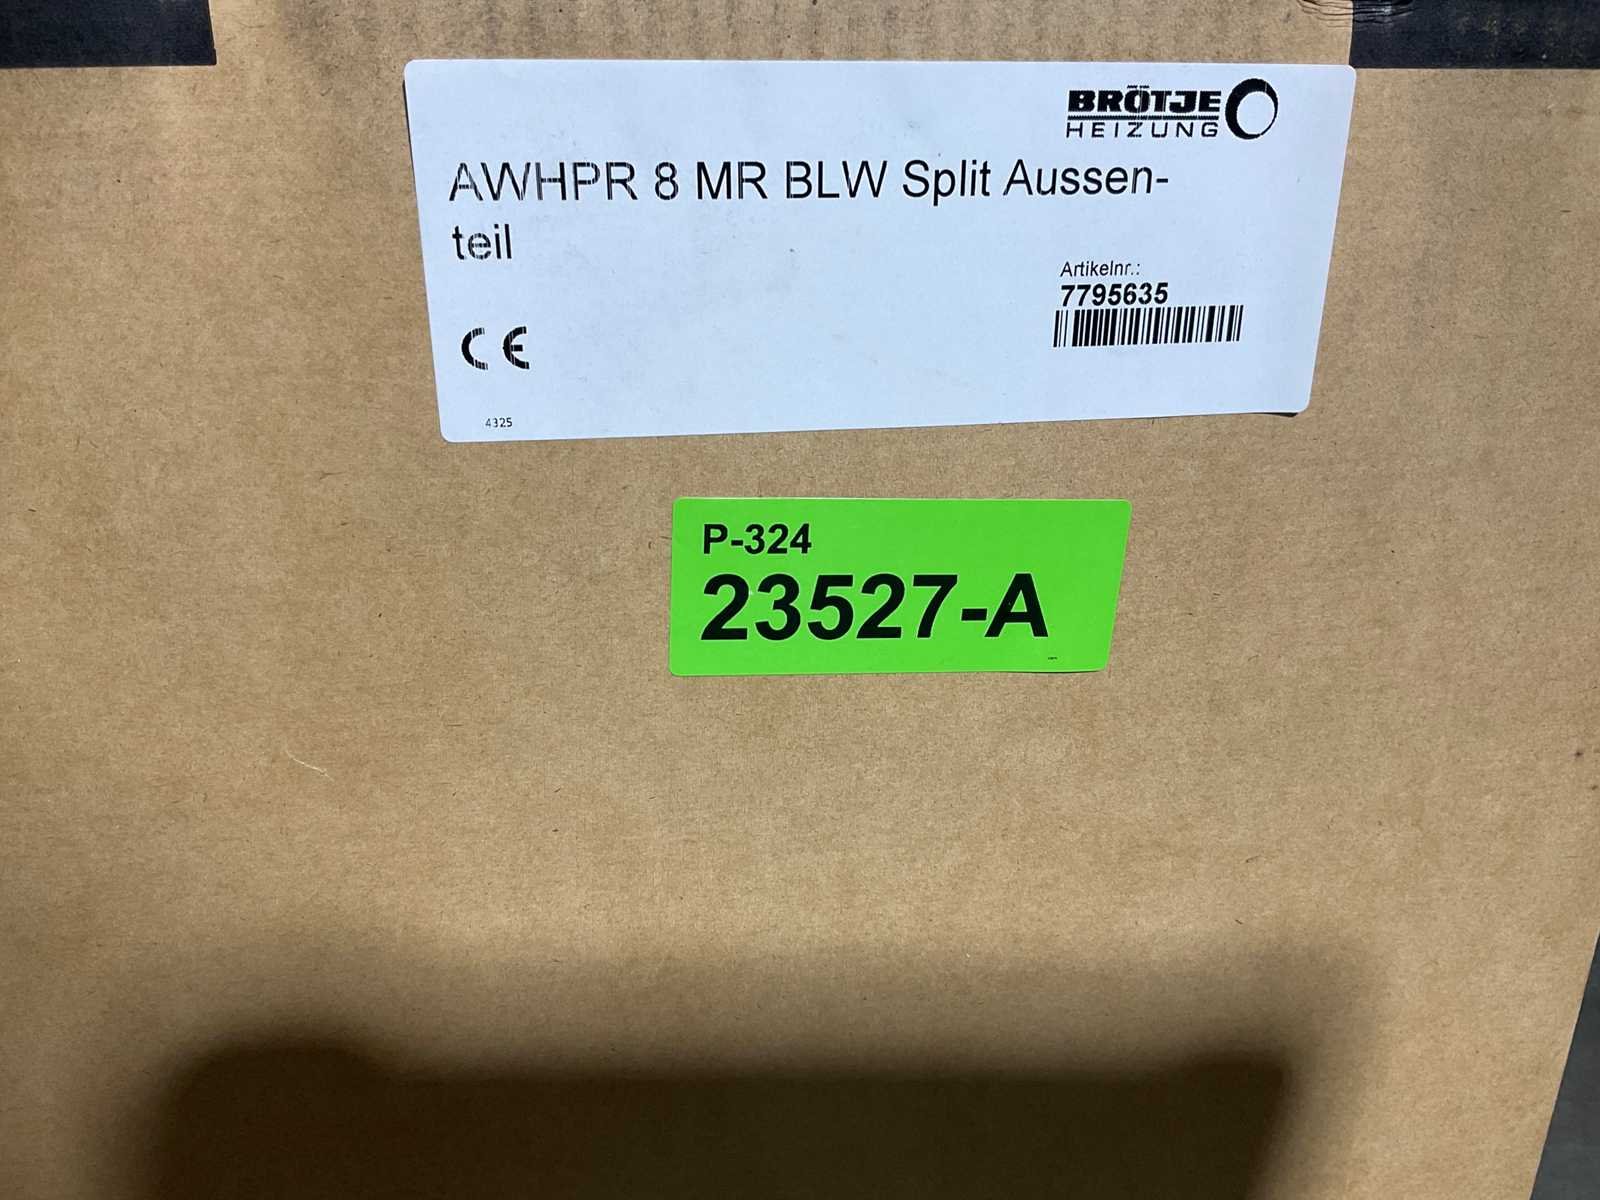 BRÖTJE
HEIZUNG
AWHPR 8 MR BLW Split Aussen-
teil
Artikelnr.:
7795635
CE
4325
P-324
23527-A